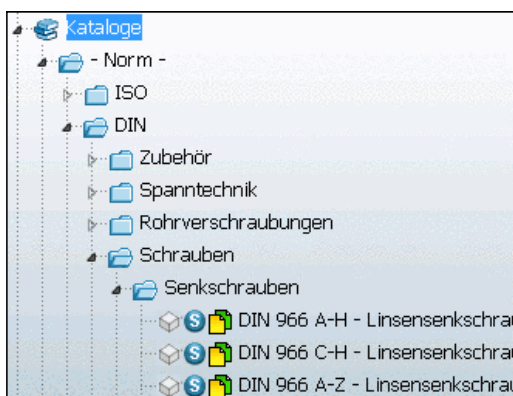 Kataloge
- Norm -
ISO
DIN
Zubehör
Spanntechnik
Rohrverschraubungen
Schrauben
Senkschrauben
S DIN 966 A-H - Linsensenkschrau
S DIN 966 C-H - Linsensenkschrau
S DIN 966 A-Z - Linsensenkschrau